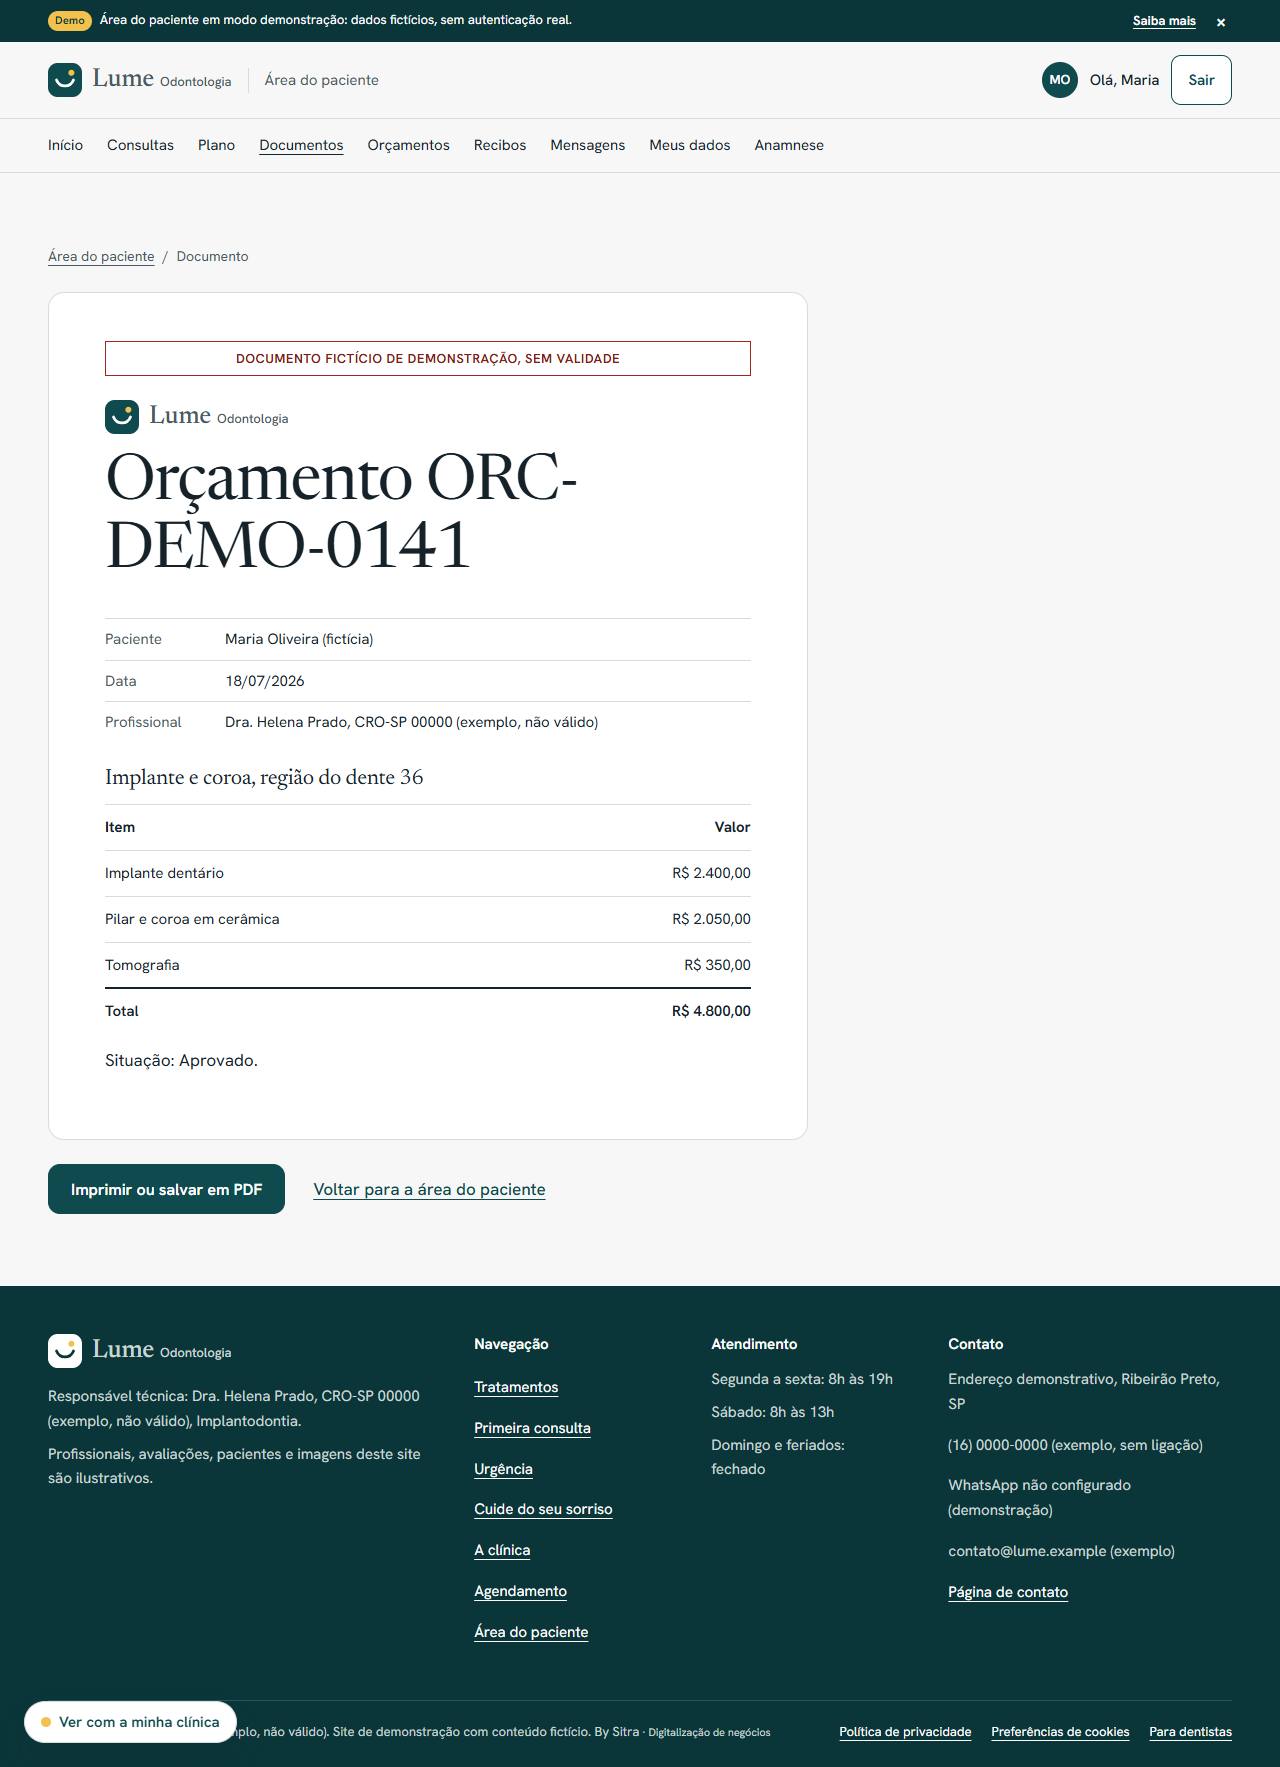 Demo Área do paciente em modo demonstração: dados fictícios, sem autenticação real. Saiba mais ×
Lume Odontologia Área do paciente MO Olá, Maria Sair
Início Consultas Plano Documentos Orçamentos Recibos Mensagens Meus dados Anamnese
Área do paciente / Documento
DOCUMENTO FICTÍCIO DE DEMONSTRAÇÃO, SEM VALIDADE
Lume Odontologia
Orçamento ORC-
DEMO-0141
Paciente Maria Oliveira (fictícia)
Data 18/07/2026
Profissional Dra. Helena Prado, CRO-SP 00000 (exemplo, não válido)
Implante e coroa, região do dente 36
Item Valor
Implante dentário R$ 2.400,00
Pilar e coroa em cerâmica R$ 2.050,00
Tomografia R$ 350,00
Total R$ 4.800,00
Situação: Aprovado.
Imprimir ou salvar em PDF Voltar para a área do paciente
Lume Odontologia
Responsável técnica: Dra. Helena Prado, CRO-SP 00000
(exemplo, não válido), Implantodontia.
Profissionais, avaliações, pacientes e imagens deste site
são ilustrativos.
Navegação
Tratamentos
Primeira consulta
Urgência
Cuide do seu sorriso
A clínica
Agendamento
Área do paciente
Atendimento
Segunda a sexta: 8h às 19h
Sábado: 8h às 13h
Domingo e feriados:
fechado
Contato
Endereço demonstrativo, Ribeirão Preto,
SP
(16) 0000-0000 (exemplo, sem ligação)
WhatsApp não configurado
(demonstração)
contato@lume.example (exemplo)
Página de contato
Ver com a minha clínica
não válido). Site de demonstração com conteúdo fictício. By Sitra · Digitalização de negócios
Política de privacidade Preferências de cookies Para dentistas